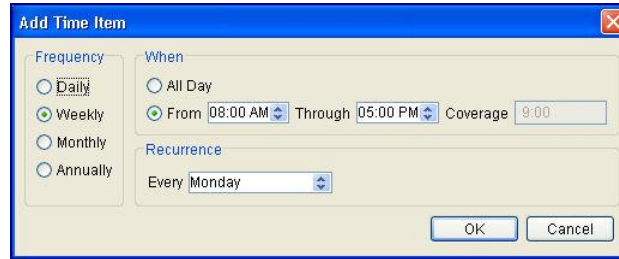 Add Time Item
Frequency
Daily
Weekly
Monthly
Annually
When
All Day
From 08:00 AM Through 05:00 PM Coverage 9:00
Recurrence
Every Monday
OK Cancel